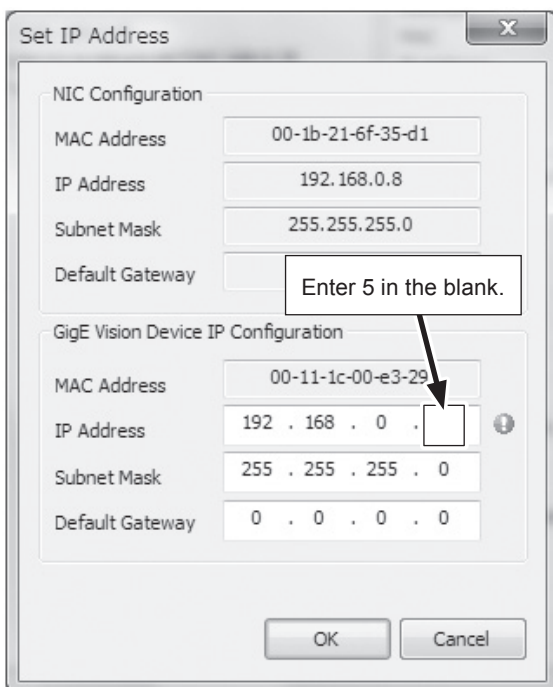 Set IP Address
X
NIC Configuration
MAC Address 00-1b-21-6f-35-d1
IP Address 192.168.0.8
Subnet Mask 255.255.255.0
Default Gateway
Enter 5 in the blank.
GigE Vision Device IP Configuration
MAC Address 00-11-1c-00-e3-29
IP Address 192 . 168 . 0 .
Subnet Mask 255 . 255 . 255 . 0
Default Gateway 0 . 0 . 0 . 0
OK Cancel